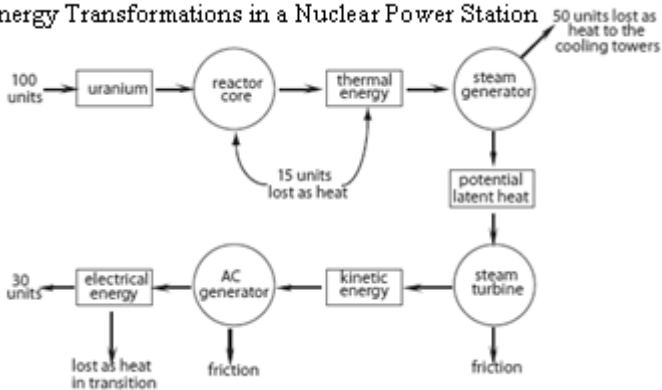 nergy Transformations in a Nuclear Power Station
50 units lost as
heat to the
cooling towers
100
units
uranium
reactor
core
thermal
energy
steam
generator
15 units
lost as heat
potential
latent heat
30
units
electrical
energy
AC
generator
kinetic
energy
steam
turbine
lost as heat
in transition
friction
friction